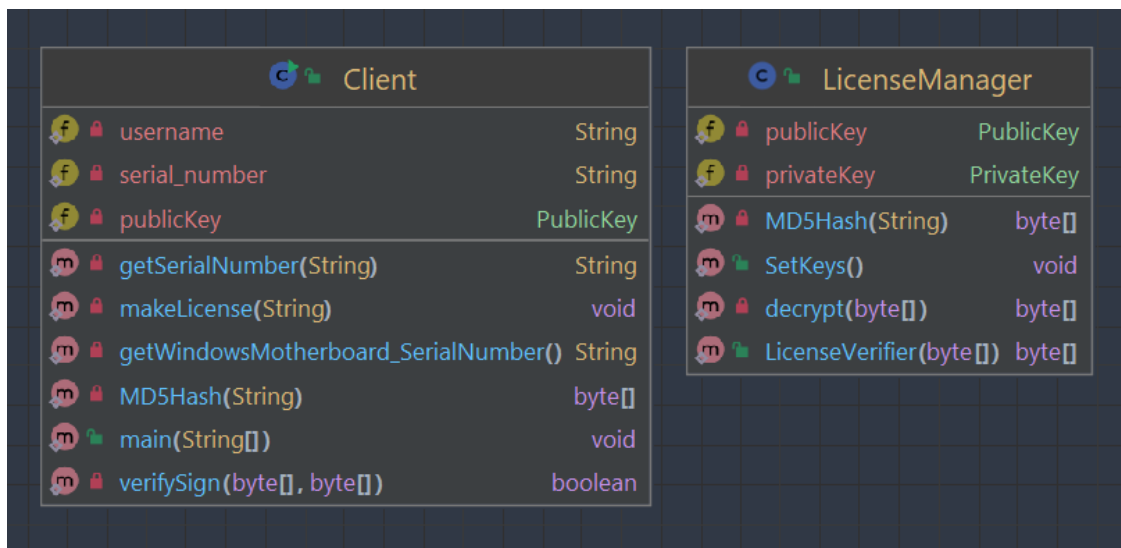 Client
username String
serial_number String
publicKey PublicKey
getSerialNumber(String) String
makeLicense(String) void
getWindowsMotherboard_SerialNumber() String
MD5Hash(String) byte[]
main(String[]) void
verifySign(byte[], byte[]) boolean
LicenseManager
publicKey PublicKey
privateKey PrivateKey
MD5Hash(String) byte[]
SetKeys() void
decrypt(byte[]) byte[]
LicenseVerifier(byte[]) byte[]